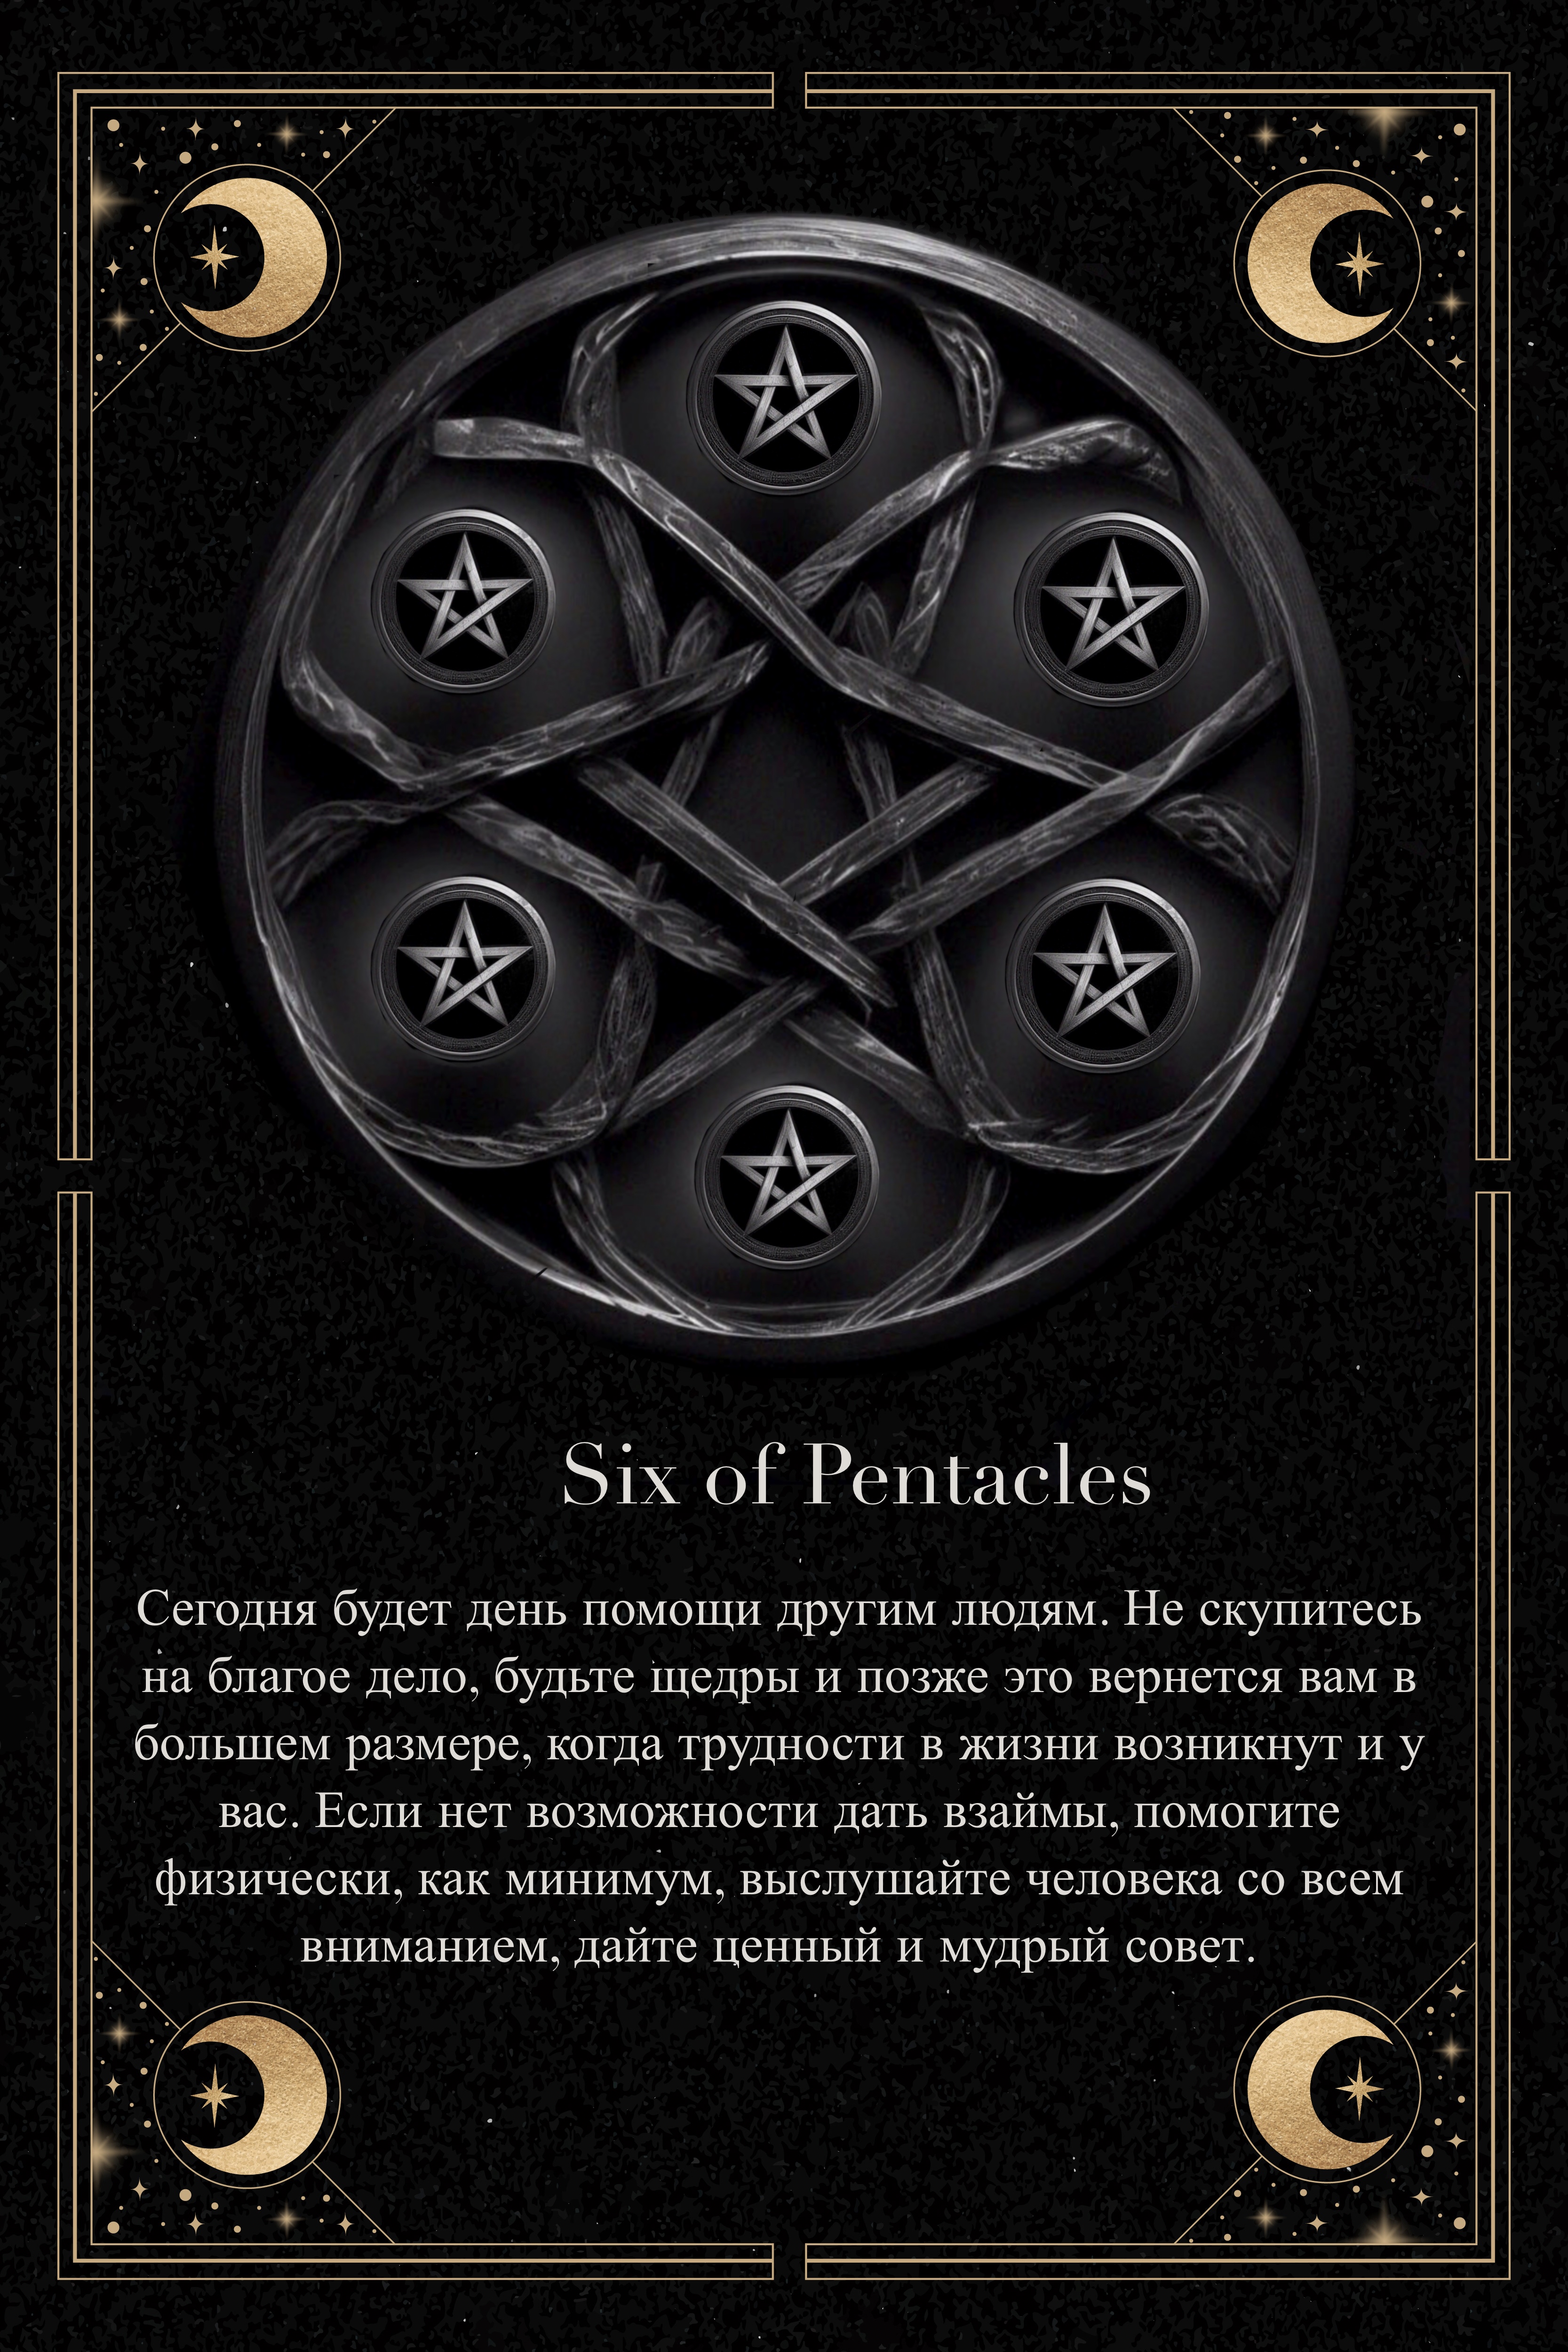 Six of Pentacles
Сегодня будет день помощи другим людям. Не скупитесь
на благое дело, будьте щедры и позже это вернется вам в
большем размере, когда трудности в жизни возникнут и у
вас. Если нет возможности дать взаймы, помогите
физически, как минимум, выслушайте человека со всем
вниманием, дайте ценный и мудрый совет.